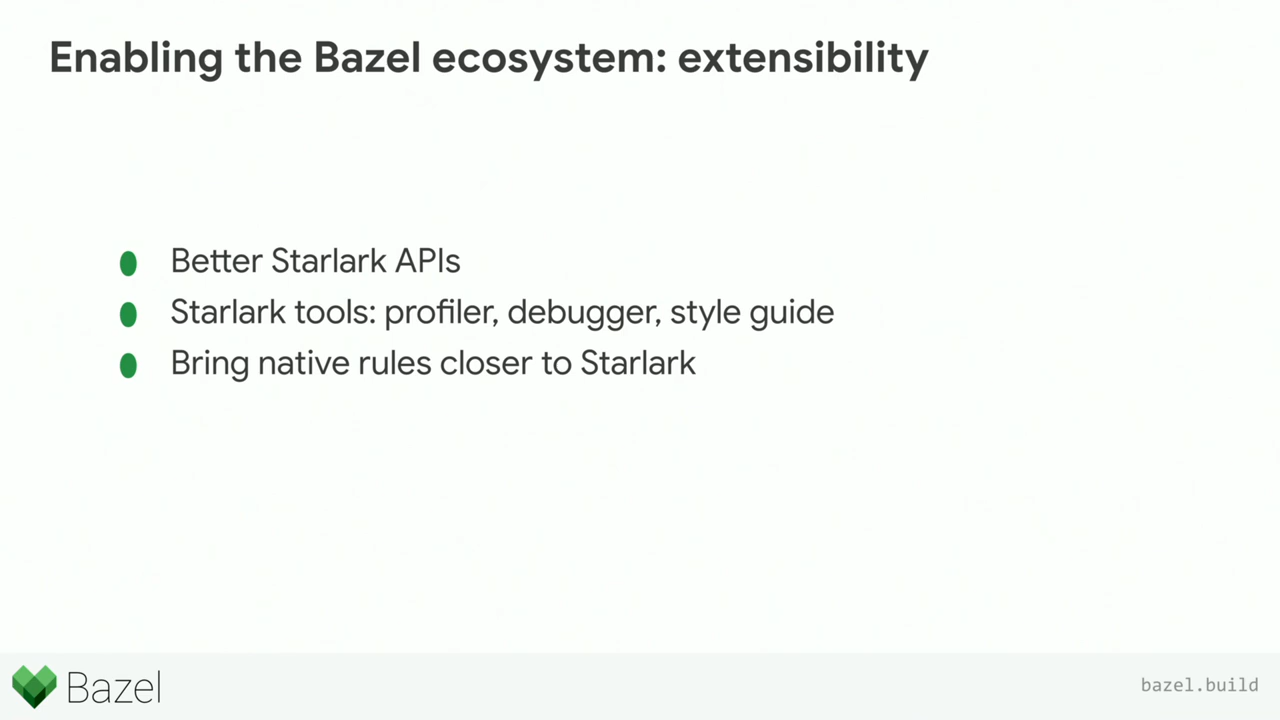 Enabling the Bazel ecosystem: extensibility
Better Starlark APIs
Starlark tools: profiler, debugger, style guide
Bring native rules closer to Starlark
Bazel
bazel.build